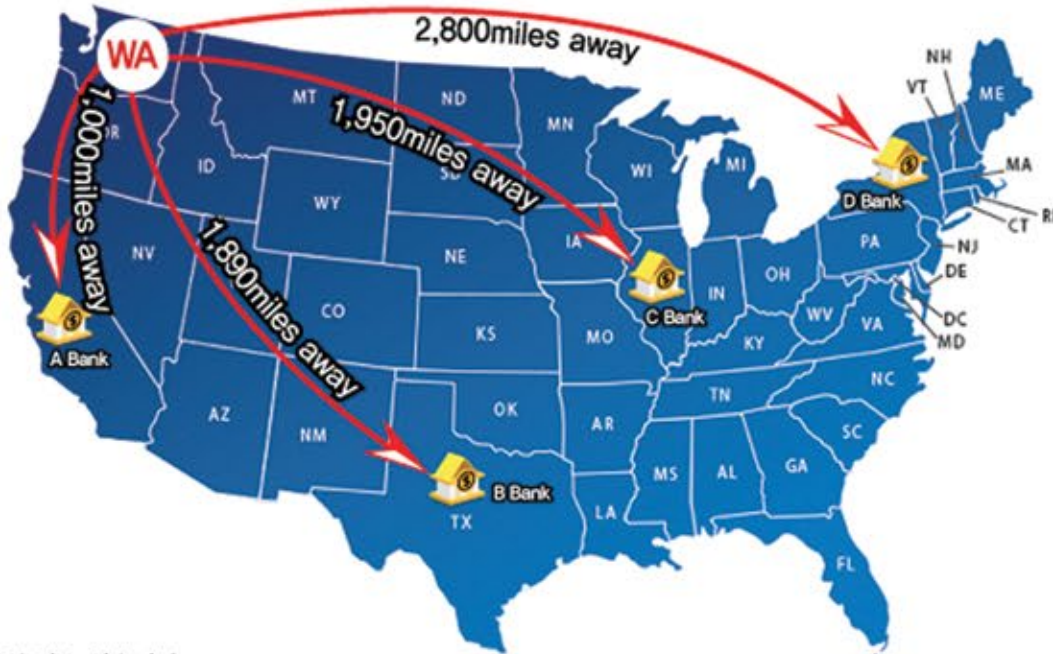 2,800miles away
WA
1,000miles away
1,950miles away
1,890miles away
MT
ND
MN
VT
NH
ME
ID
SD
WI
MI
MA
WY
D Bank
CT
NV
NE
IA
PA
NJ
OH
IN
DE
A Bank
CO
C Bank
WV
DC
KS
MO
KY
VA
MD
AZ
NM
OK
AR
TN
NC
SC
B Bank
MS
AL
GA
TX
LA
FL